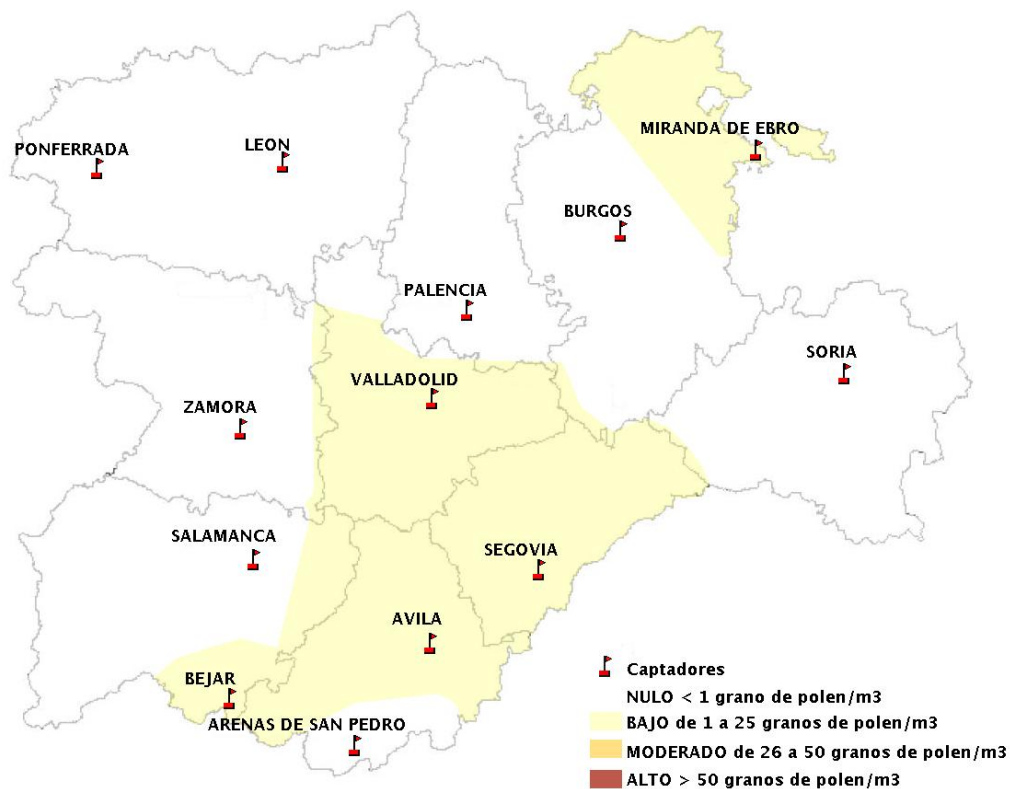 MIRANDA DE EBRO
PONFERRADA
LEON
BURGOS
PALENCIA
SORIA
VALLADOLID
ZAMORA
SALAMANCA
SEGOVIA
AVILA
BEJAR
ARENAS DE SAN PEDRO
Captadores
NULO < 1 grano de polen/m3
BAJO de 1 a 25 granos de polen/m3
MODERADO de 26 a 50 granos de polen/m3
ALTO > 50 granos de polen/m3